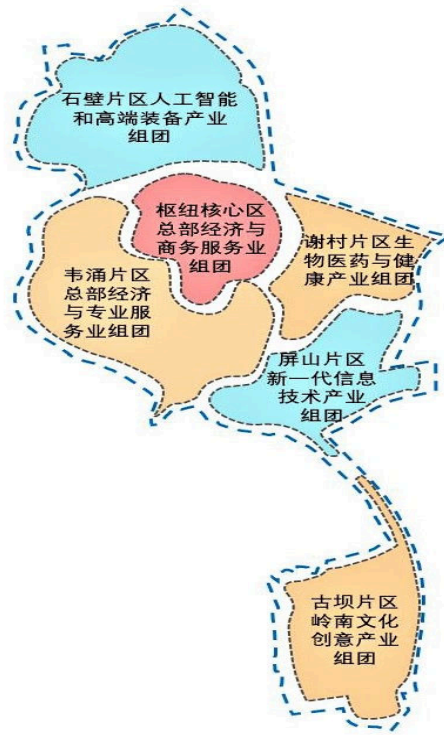 石壁片区人工智能
和高端装备产业
组团
枢纽核心区
总部经济与
商务服务业
组团
谢村片区生
物医药与健
康产业组团
韦涌片区
总部经济
与专业服
务业组团
屏山片区
新一代信息
技术产业
组团
古坝片区
岭南文化
创意产业
组团